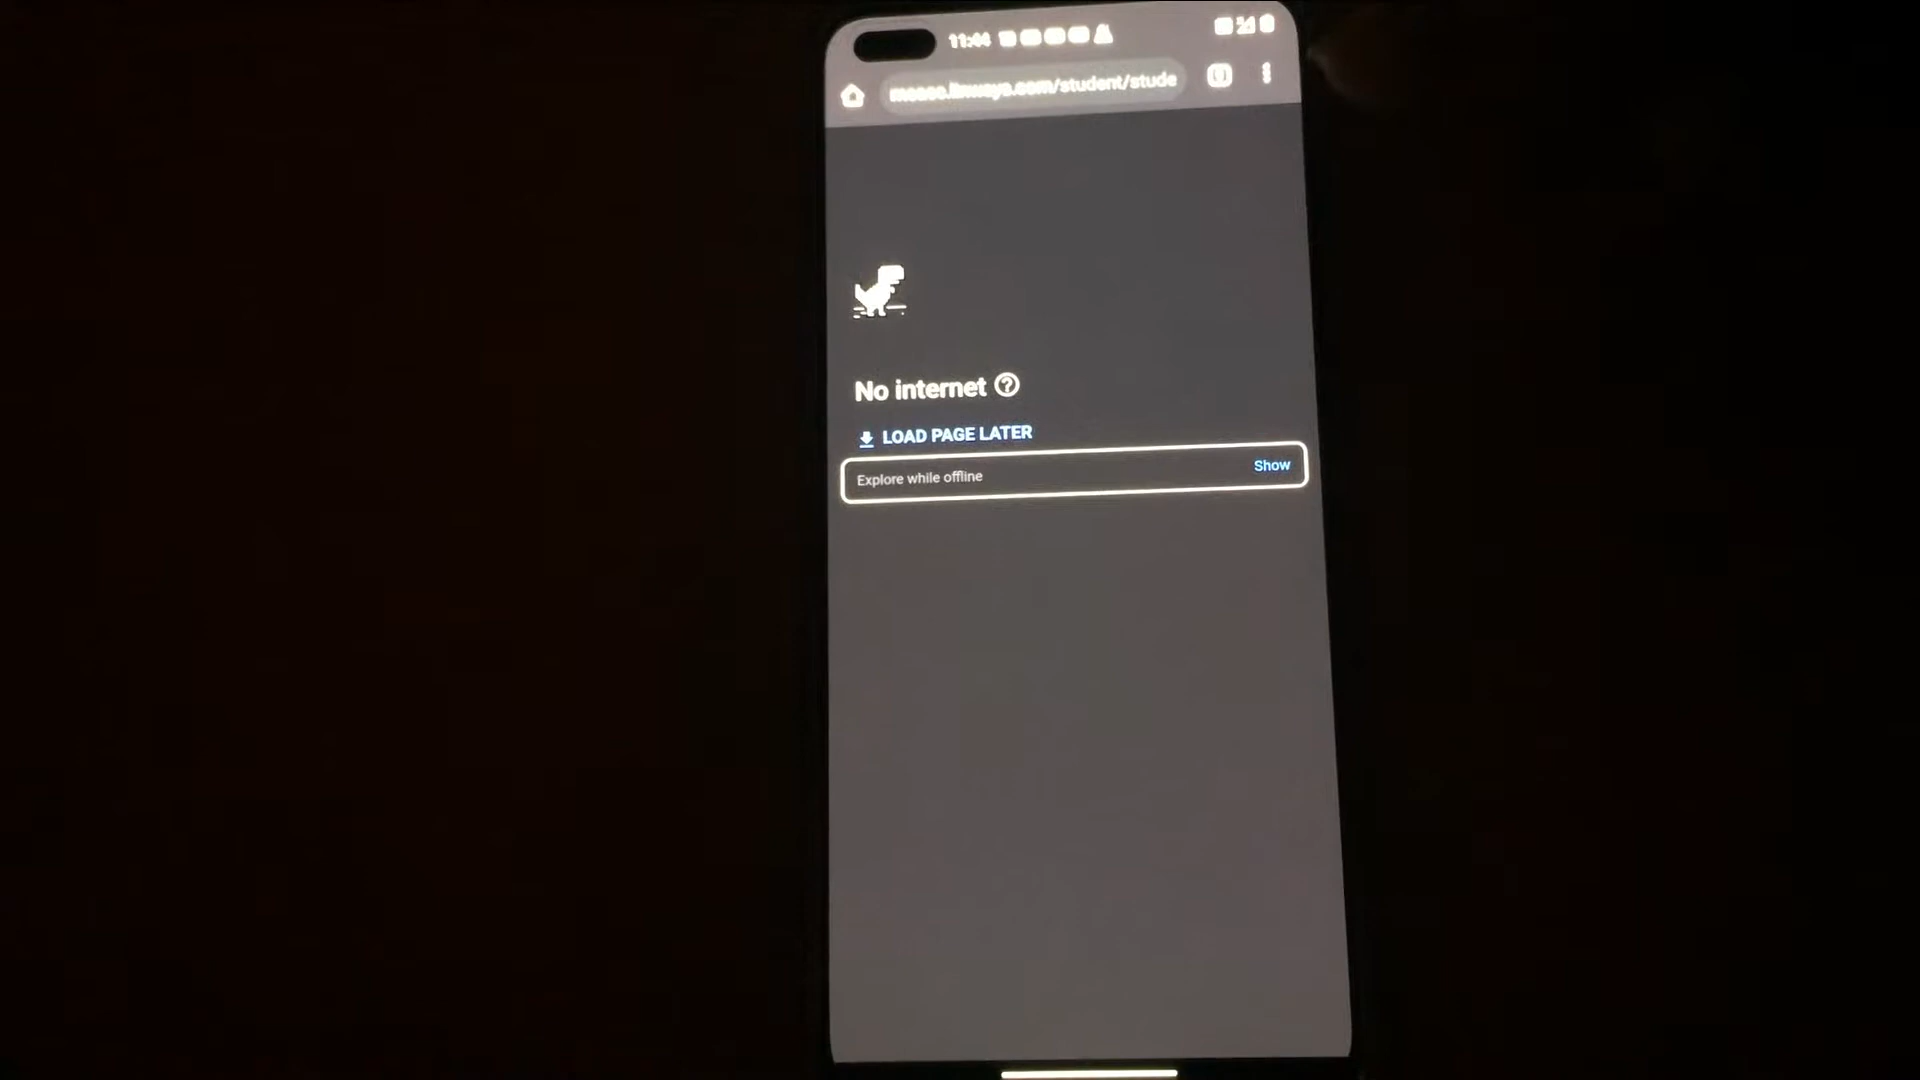 11:44
/student/stude
No internet
LOAD PAGE LATER
Explore while offline
Show